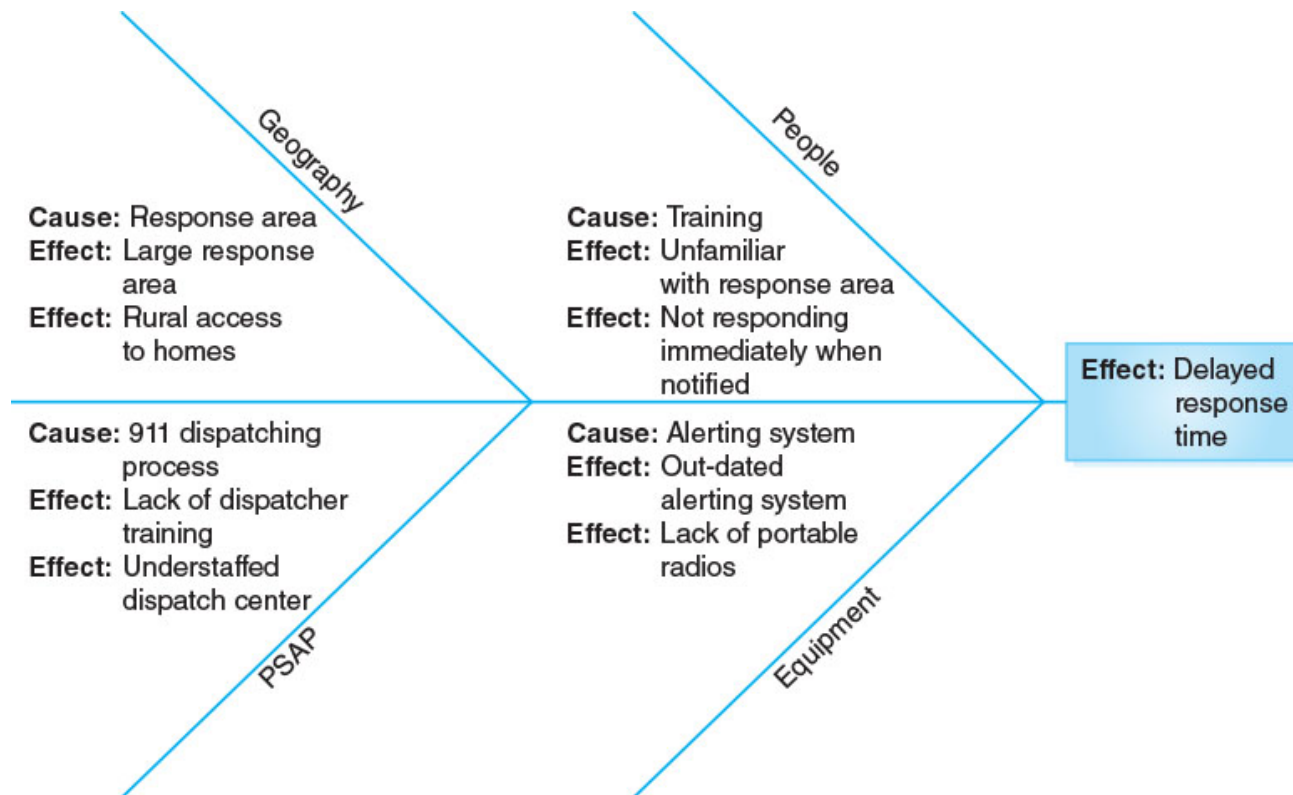 Geography
Cause: Response area
Effect: Large response
area
Effect: Rural access
to homes
People
Cause: Training
Effect: Unfamiliar
with response area
Effect: Not responding
immediately when
notified
Effect: Delayed
response
time
Cause: 911 dispatching
process
Effect: Lack of dispatcher
training
Effect: Understaffed
dispatch center
PSAP
Cause: Alerting system
Effect: Out-dated
alerting system
Effect: Lack of portable
radios
Equipment